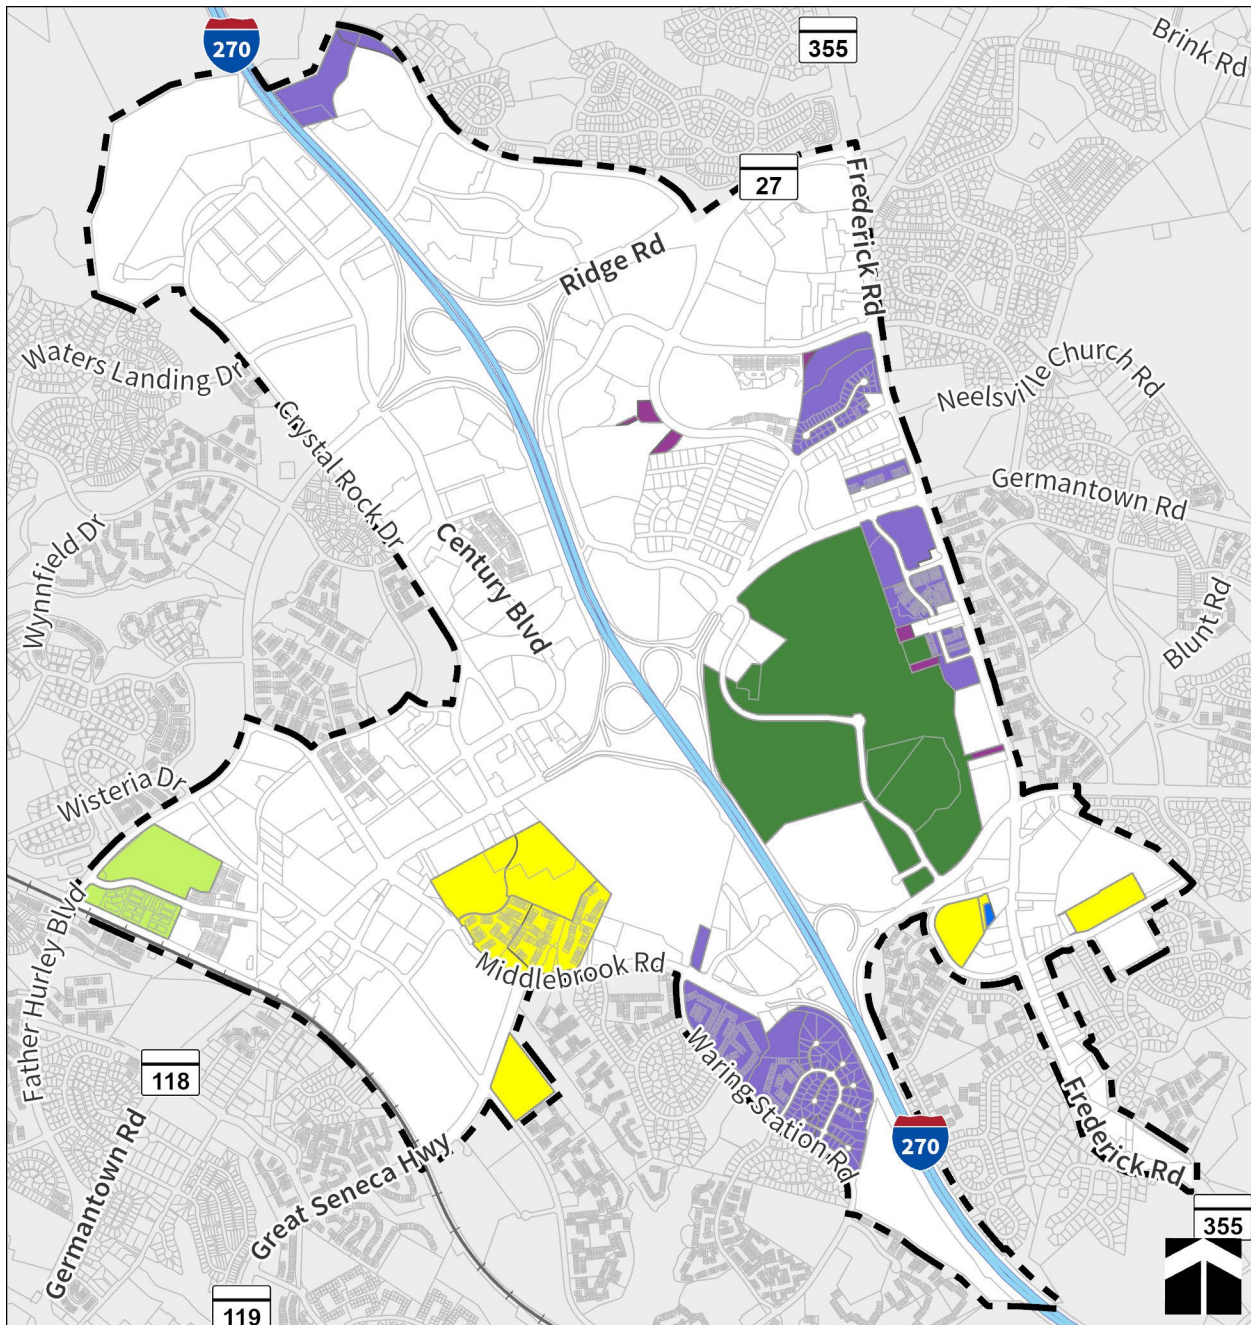 270
355
Brink Rd
27
Frederick Rd
Ridge Rd
Waters Landing Dr
Neelsville Church Rd
Crystal Rock Dr
Germantown Rd
Wynnfield Dr
Century Blvd
Blunt Rd
Wisteria Dr
Father Hurley Blvd
Middlebrook Rd
118
Waring Station Rd
270
Frederick Rd
Germantown Rd
Great Seneca Hwy
355
119